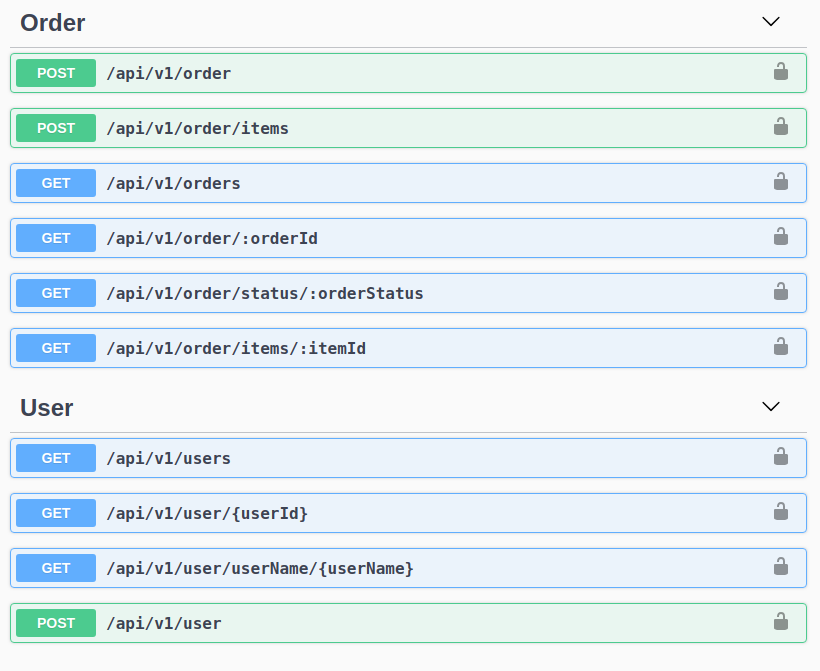 Order
POST /api/v1/order
POST /api/v1/order/items
GET /api/v1/orders
GET /api/v1/order/:orderId
GET /api/v1/order/status/:orderStatus
GET /api/v1/order/items/:itemId
User
GET /api/v1/users
GET /api/v1/user/{userId}
GET /api/v1/user/userName/{userName}
POST /api/v1/user